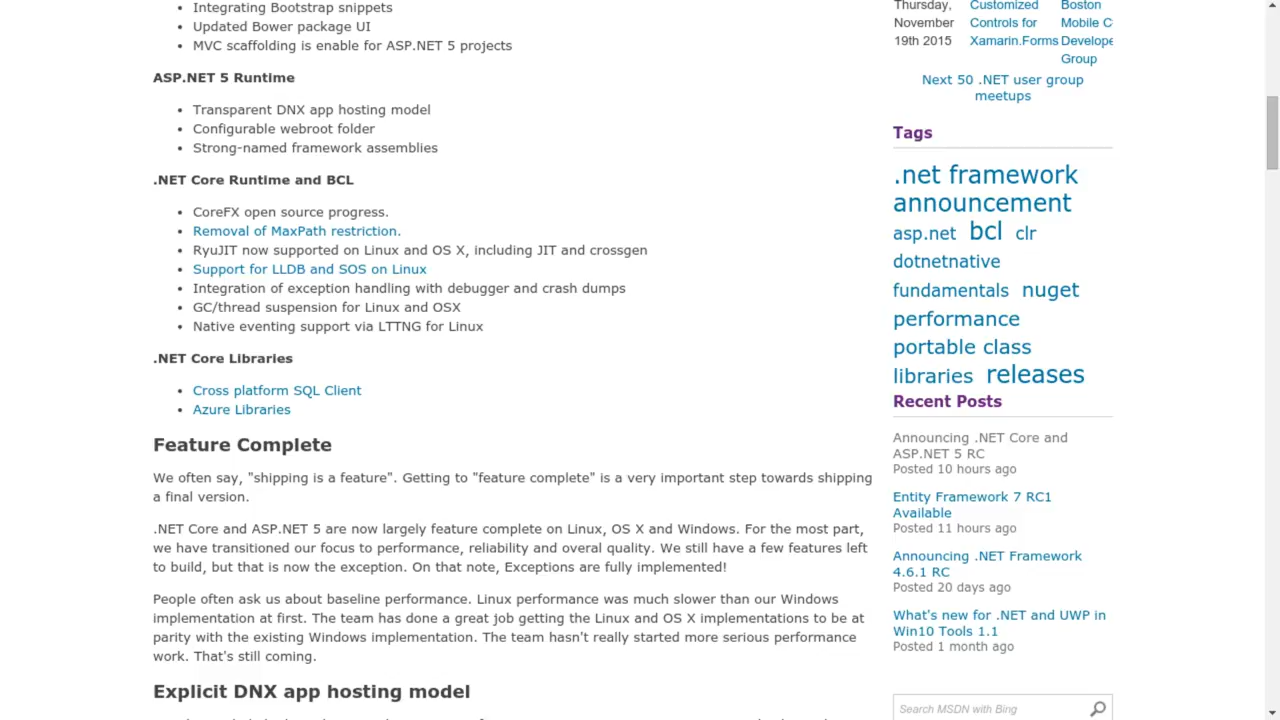 Integrating Bootstrap snippets
Updated Bower package UI
MVC scaffolding is enable for ASP.NET 5 projects
ASP.NET 5 Runtime
Transparent DNX app hosting model
Configurable webroot folder
Strong-named framework assemblies
.NET Core Runtime and BCL
CoreFX open source progress.
Removal of MaxPath restriction.
RyuJIT now supported on Linux and OS X, including JIT and crossgen
Support for LLDB and SOS on Linux
Integration of exception handling with debugger and crash dumps
GC/thread suspension for Linux and OSX
Native eventing support via LTTNG for Linux
.NET Core Libraries
Cross platform SQL Client
Azure Libraries
Feature Complete
We often say, "shipping is a feature". Getting to "feature complete" is a very important step towards shipping
a final version.
.NET Core and ASP.NET 5 are now largely feature complete on Linux, OS X and Windows. For the most part,
we have transitioned our focus to performance, reliability and overal quality. We still have a few features left
to build, but that is now the exception. On that note, Exceptions are fully implemented!
People often ask us about baseline performance. Linux performance was much slower than our Windows
implementation at first. The team has done a great job getting the Linux and OS X implementations to be at
parity with the existing Windows implementation. The team hasn't really started more serious performance
work. That's still coming.
Explicit DNX app hosting model
Thursday,
November
19th 2015
Customized
Controls for
Xamarin.Forms
Boston
Mobile C
Develope
Group
Next 50 .NET user group
meetups
Tags
.net framework
announcement
asp.net bcl clr
dotnetnative
fundamentals nuget
performance
portable class
libraries releases
Recent Posts
Announcing .NET Core and
ASP.NET 5 RC
Posted 10 hours ago
Entity Framework 7 RC1
Available
Posted 11 hours ago
Announcing .NET Framework
4.6.1 RC
Posted 20 days ago
What's new for .NET and UWP in
Win10 Tools 1.1
Posted 1 month ago
Search MSDN with Bing